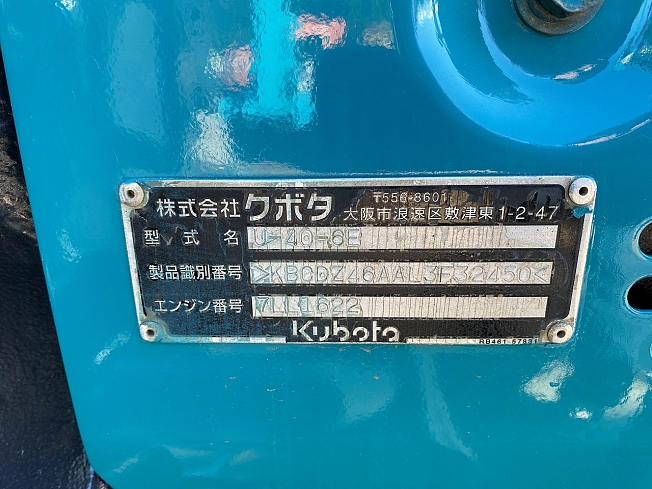 株式会社クボタ 〒556-8601
大阪市浪速区敷津東1-2-47
型式名 U-40-6E
製品識別番号 >KBCDZ46AAL3F32450<
エンジン番号 7LL1622
Kubota